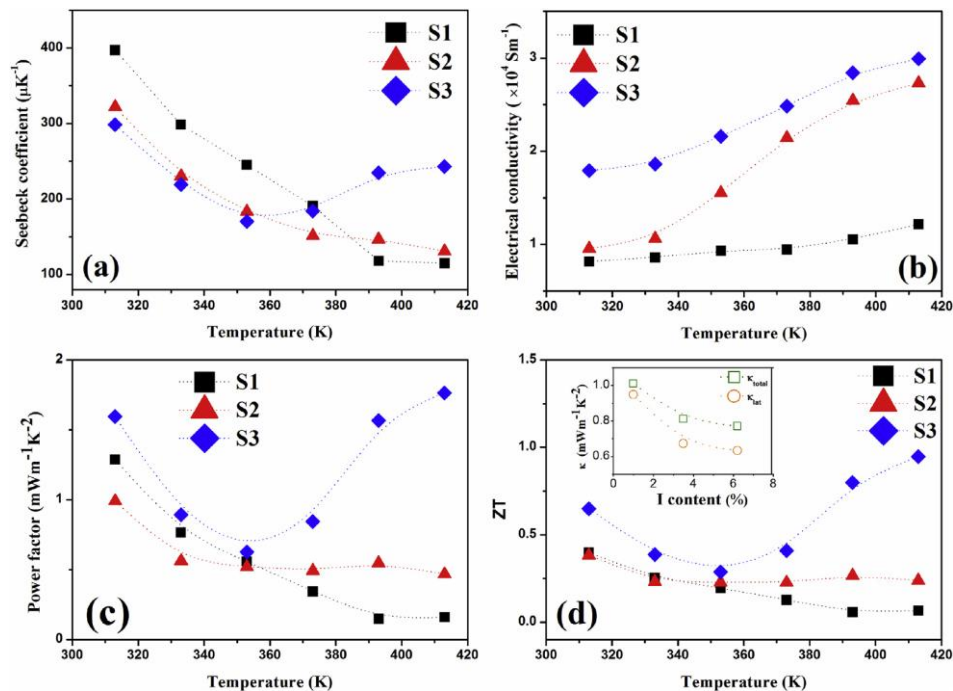 S1
S2
S3
400
300
200
100
Seebeck coefficient (μK⁻¹)
(a)
300 320 340 360 380 400 420
Temperature (K)
S1
S2
S3
3
2
1
0
Electrical conductivity ( ×10⁴ Sm⁻¹)
(b)
300 320 340 360 380 400 420
Temperature (K)
S1
S2
S3
2
1
0
Power factor (mWm⁻¹K⁻²)
(c)
300 320 340 360 380 400 420
Temperature (K)
S1
S2
S3
1.5
1.0
0.5
0.0
ZT
κtotal
κlat
1.0
0.8
0.6
κ (mWm⁻¹K⁻²)
0 2 4 6 8
I content (%)
(d)
300 320 340 360 380 400 420
Temperature (K)